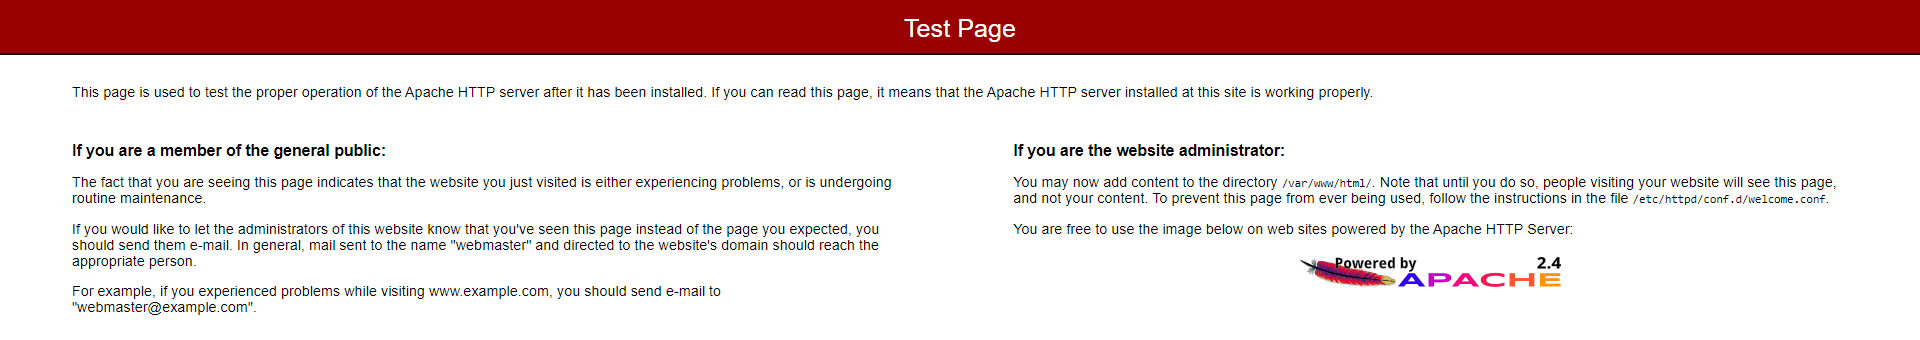 Test Page
This page is used to test the proper operation of the Apache HTTP server after it has been installed. If you can read this page, it means that the Apache HTTP server installed at this site is working properly.
If you are a member of the general public:
The fact that you are seeing this page indicates that the website you just visited is either experiencing problems, or is undergoing
routine maintenance.
If you would like to let the administrators of this website know that you've seen this page instead of the page you expected, you
should send them e-mail. In general, mail sent to the name "webmaster" and directed to the website's domain should reach the
appropriate person.
For example, if you experienced problems while visiting www.example.com, you should send e-mail to
"webmaster@example.com".
If you are the website administrator:
You may now add content to the directory /var/www/html/. Note that until you do so, people visiting your website will see this page,
and not your content. To prevent this page from ever being used, follow the instructions in the file /etc/httpd/conf.d/welcome.conf.
You are free to use the image below on web sites powered by the Apache HTTP Server:
Powered by 2.4
APACHE